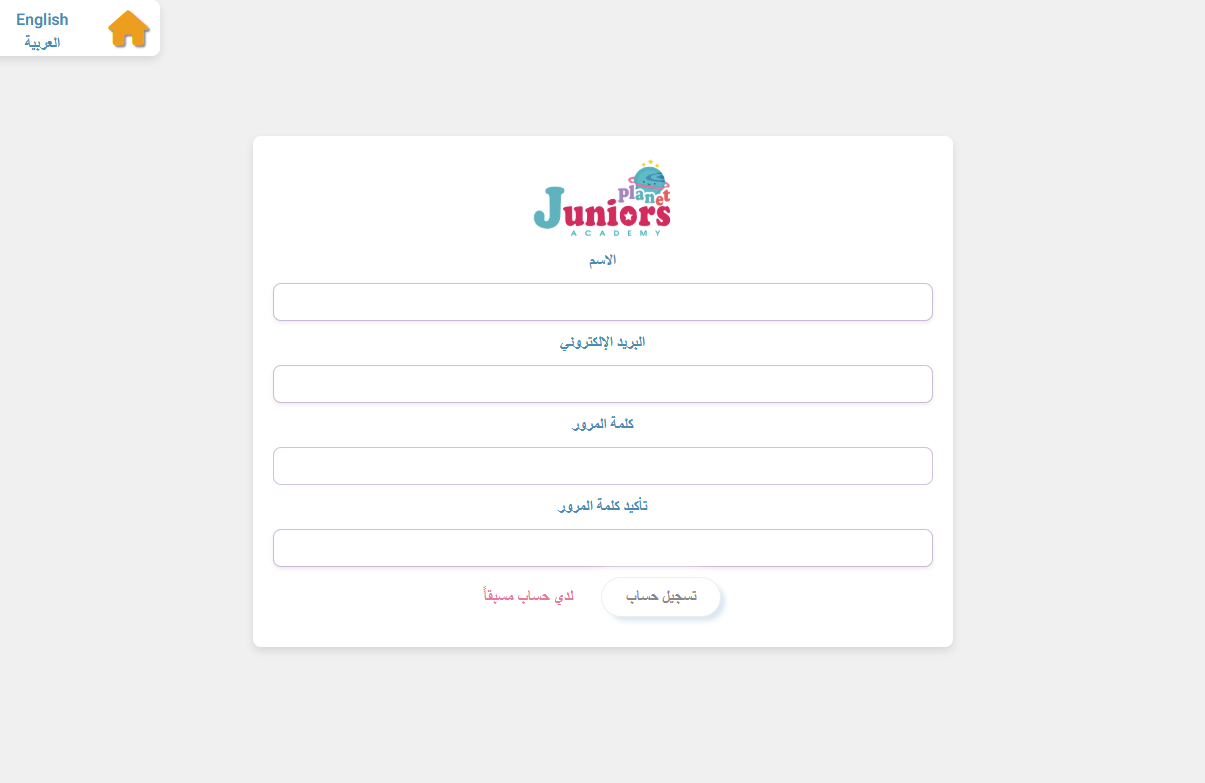 English
العربية
planet
Juniors
ACADEMY
الاسم
البريد الإلكتروني
كلمة المرور
تأكيد كلمة المرور
تسجيل حساب
لدي حساب مسبقاً